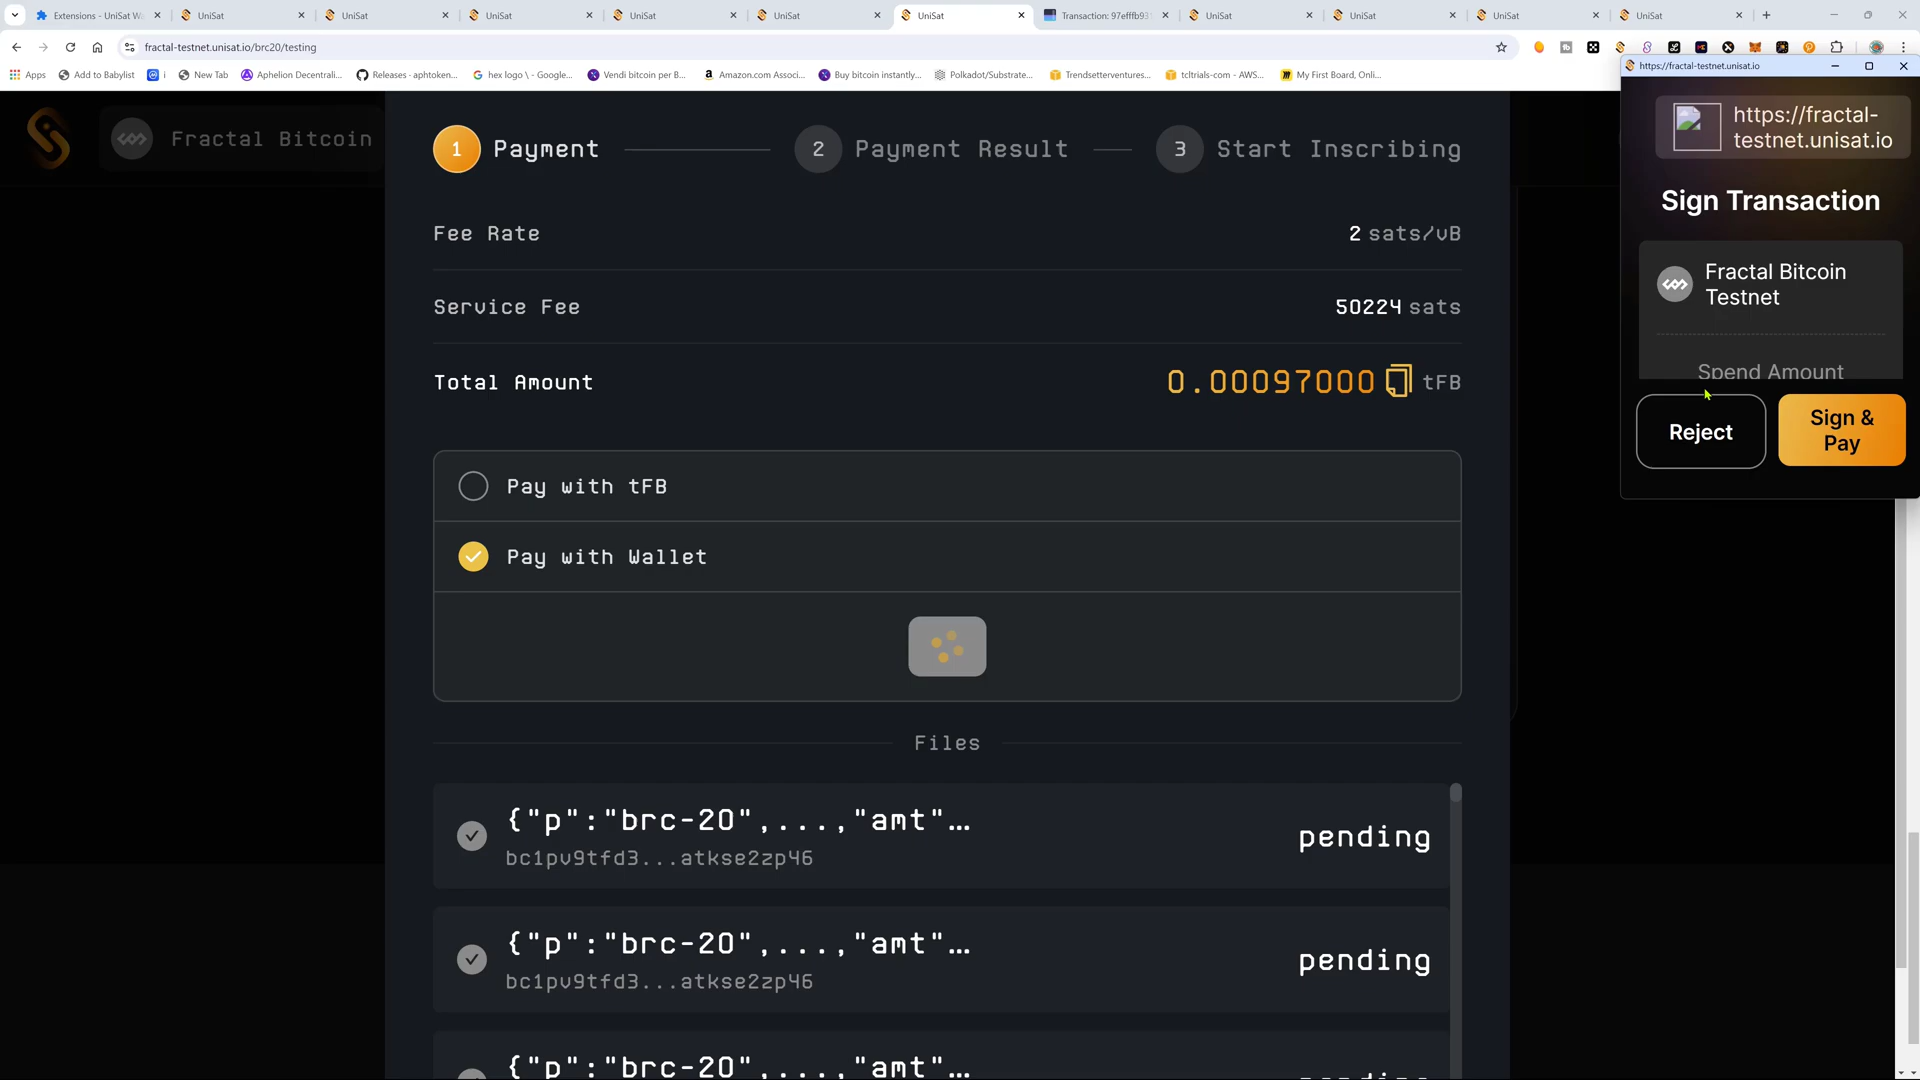 Extensions - UniSat W
UniSat
UniSat
UniSat
UniSat
UniSat
UniSat
Transaction: 97efffb93
UniSat
UniSat
UniSat
UniSat
fractal-testnet.unisat.io/brc20/testing
Apps
Add to Babylist
i
New Tab
Aphelion Decentrali...
Releases · aphtoken...
hex logo \ - Google...
Vendi bitcoin per B...
Amazon.com Associ...
Buy bitcoin instantly...
Polkadot/Substrate...
Trendsetterventures...
tcltrials-com - AWS...
My First Board, Onli...
https://fractal-testnet.unisat.io
Fractal Bitcoin
1 Payment
2 Payment Result
3 Start Inscribing
https://fractal-
testnet.unisat.io
Sign Transaction
Fractal Bitcoin
Testnet
Spend Amount
Reject
Sign &
Pay
Fee Rate
2 sats/vB
Service Fee
50224 sats
Total Amount
0.00097000 tFB
Pay with tFB
Pay with Wallet
Files
{"p":"brc-20",...,"amt"...
bc1pv9tfd3...atkse2zp46
pending
{"p":"brc-20",...,"amt"...
bc1pv9tfd3...atkse2zp46
pending
{"p":"brc-20",...,"amt"...
pending